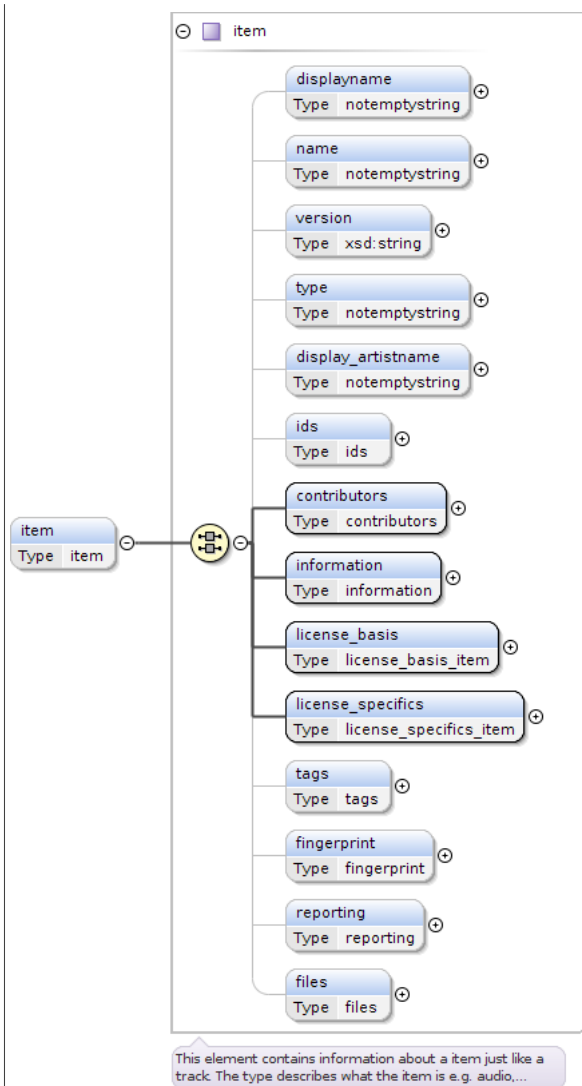 item
displayname
Type notemptystring
name
Type notemptystring
version
Type xsd:string
type
Type notemptystring
display_artistname
Type notemptystring
ids
Type ids
contributors
Type contributors
item
Type item
information
Type information
license_basis
Type license_basis_item
license_specifics
Type license_specifics_item
tags
Type tags
fingerprint
Type fingerprint
reporting
Type reporting
files
Type files
This element contains information about a item just like a
track. The type describes what the item is e.g. audio,...